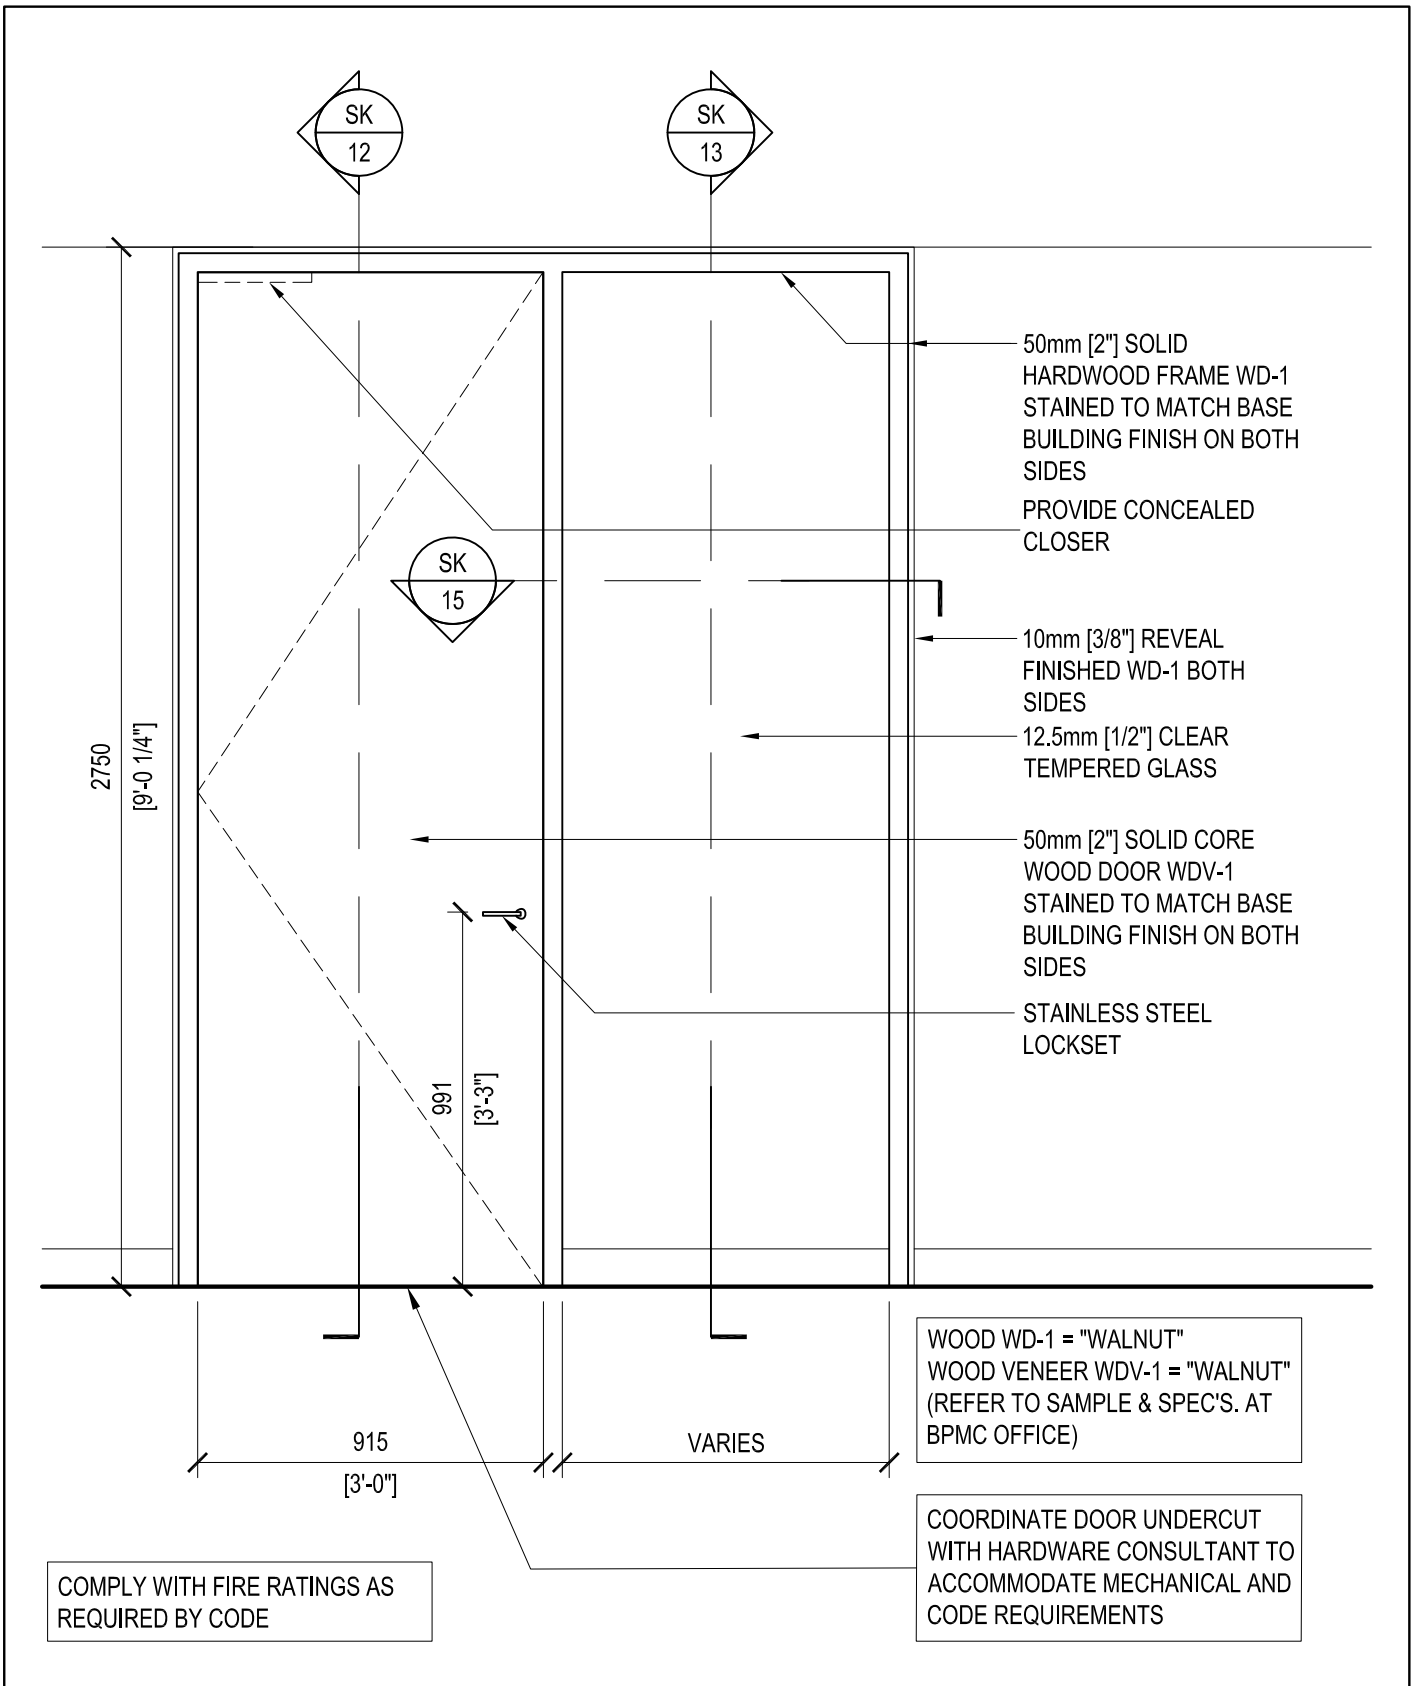 SK
12
SK
13
50mm [2"] SOLID
HARDWOOD FRAME WD-1
STAINED TO MATCH BASE
BUILDING FINISH ON BOTH
SIDES
PROVIDE CONCEALED
CLOSER
SK
15
10mm [3/8"] REVEAL
FINISHED WD-1 BOTH
SIDES
12.5mm [1/2"] CLEAR
TEMPERED GLASS
2750
[9'-0 1/4"]
50mm [2"] SOLID CORE
WOOD DOOR WDV-1
STAINED TO MATCH BASE
BUILDING FINISH ON BOTH
SIDES
STAINLESS STEEL
LOCKSET
991
[3'-3"]
WOOD WD-1 = "WALNUT"
WOOD VENEER WDV-1 = "WALNUT"
(REFER TO SAMPLE & SPEC'S. AT
BPMC OFFICE)
915
[3'-0"]
VARIES
COORDINATE DOOR UNDERCUT
WITH HARDWARE CONSULTANT TO
ACCOMMODATE MECHANICAL AND
CODE REQUIREMENTS
COMPLY WITH FIRE RATINGS AS
REQUIRED BY CODE